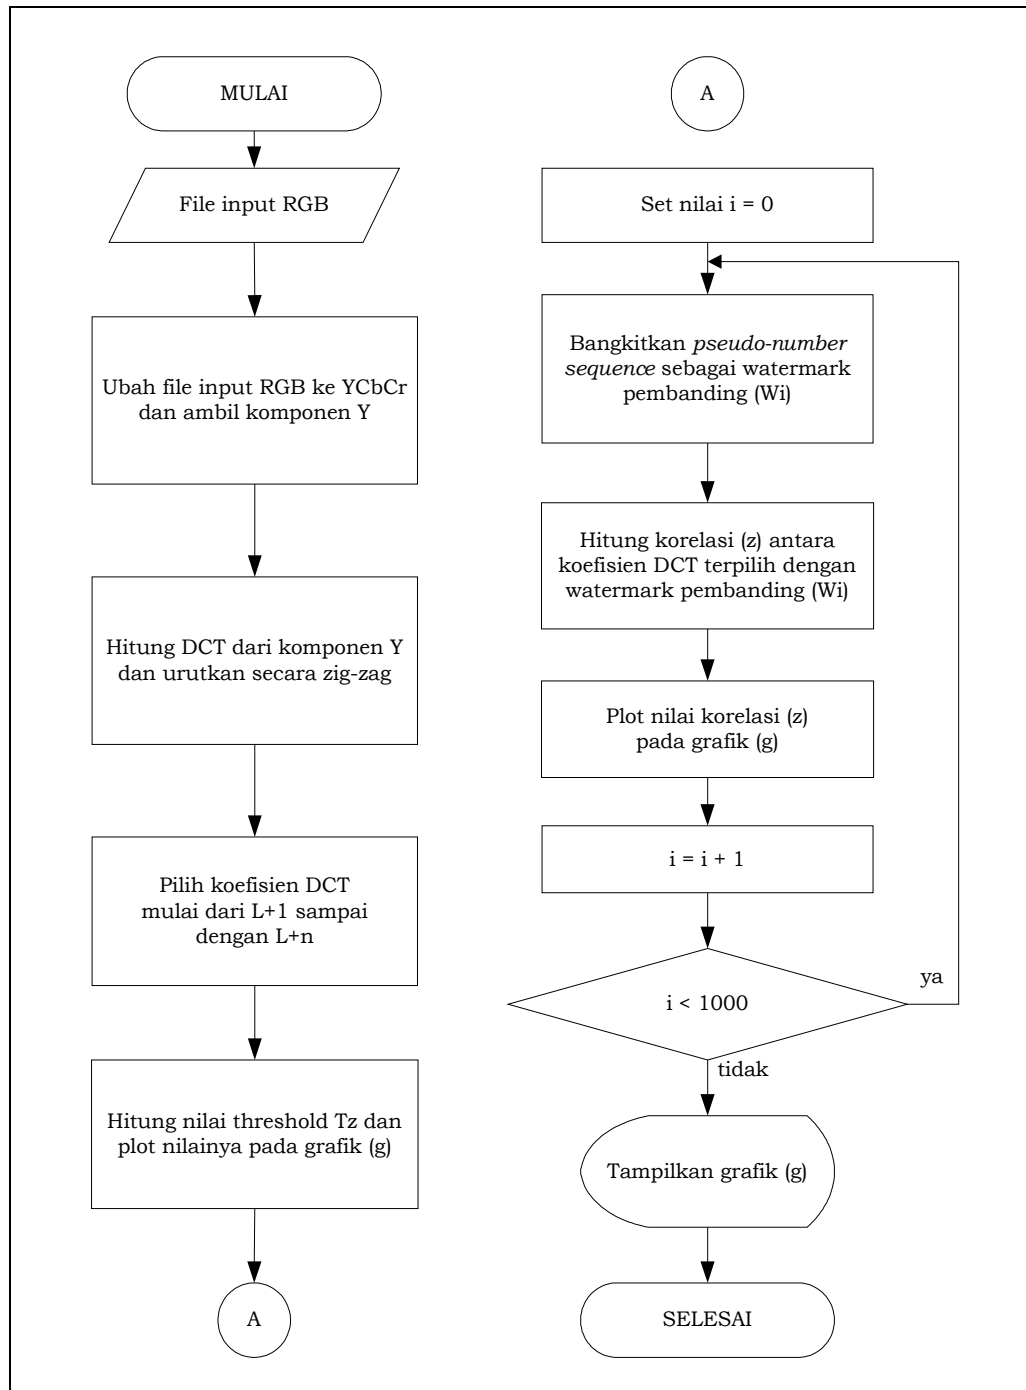 MULAI
File input RGB
Ubah file input RGB ke YCbCr
dan ambil komponen Y
Hitung DCT dari komponen Y
dan urutkan secara zig-zag
Pilih koefisien DCT
mulai dari L+1 sampai
dengan L+n
Hitung nilai threshold Tz dan
plot nilainya pada grafik (g)
A
A
Set nilai i = 0
Bangkitkan pseudo-number
sequence sebagai watermark
pembanding (Wi)
Hitung korelasi (z) antara
koefisien DCT terpilih dengan
watermark pembanding (Wi)
Plot nilai korelasi (z)
pada grafik (g)
i = i + 1
i < 1000
ya
tidak
Tampilkan grafik (g)
SELESAI